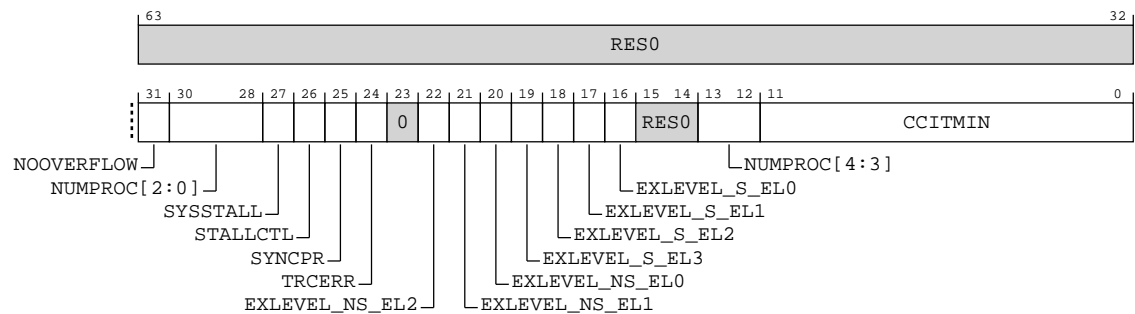 63 32
RES0
31 30 28 27 26 25 24 23 22 21 20 19 18 17 16 15 14 13 12 11 0
0 RES0 CCITMIN
NOOVERFLOW NUMPROC[4:3]
NUMPROC[2:0] EXLEVEL_S_EL0
SYSSTALL EXLEVEL_S_EL1
STALLCTL EXLEVEL_S_EL2
SYNCPR EXLEVEL_S_EL3
TRCERR EXLEVEL_NS_EL0
EXLEVEL_NS_EL2 EXLEVEL_NS_EL1